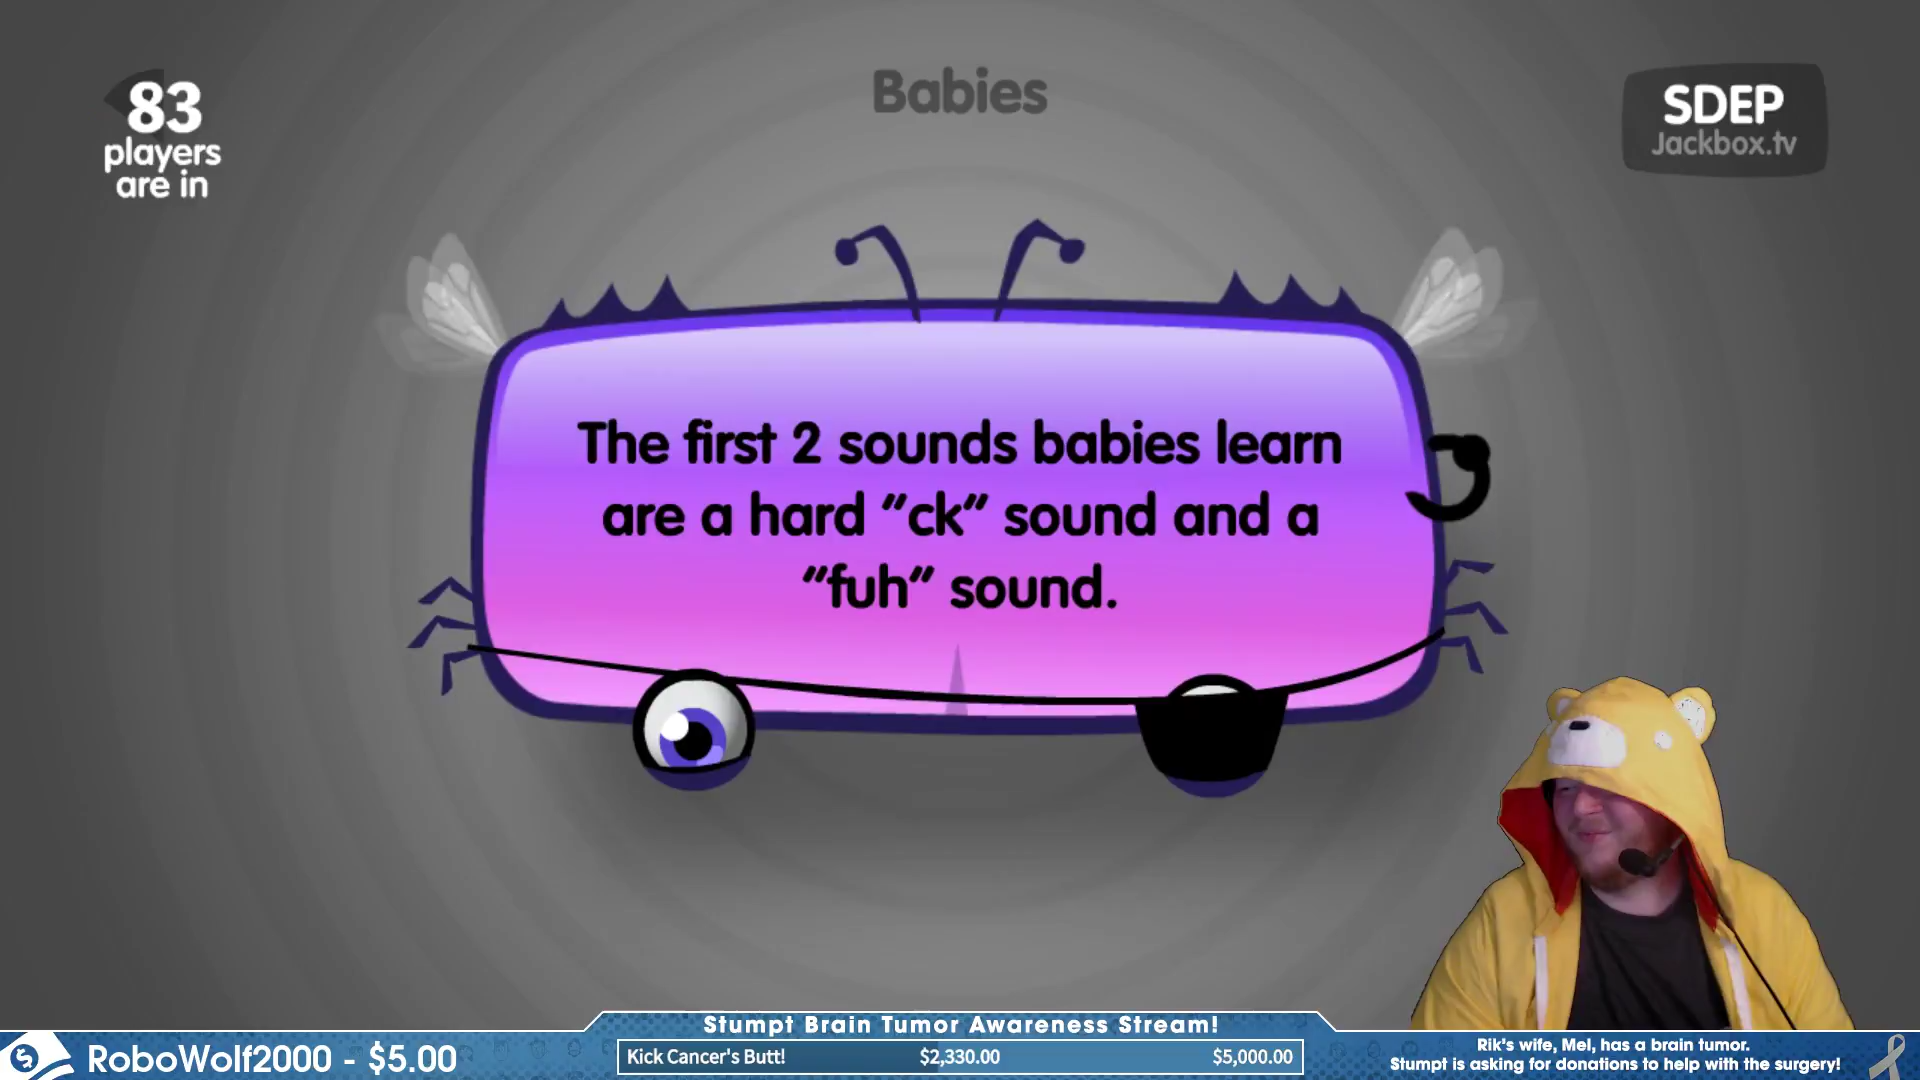 Babies
83
players
are in
SDEP
Jackbox.tv
The first 2 sounds babies learn
are a hard "ck" sound and a
"fuh" sound.
Stumpt Brain Tumor Awareness Stream!
RoboWolf2000 - $5.00
Kick Cancer's Butt! $2,330.00 $5,000.00
Rik's wife, Mel, has a brain tumor.
Stumpt is asking for donations to help with the surgery!